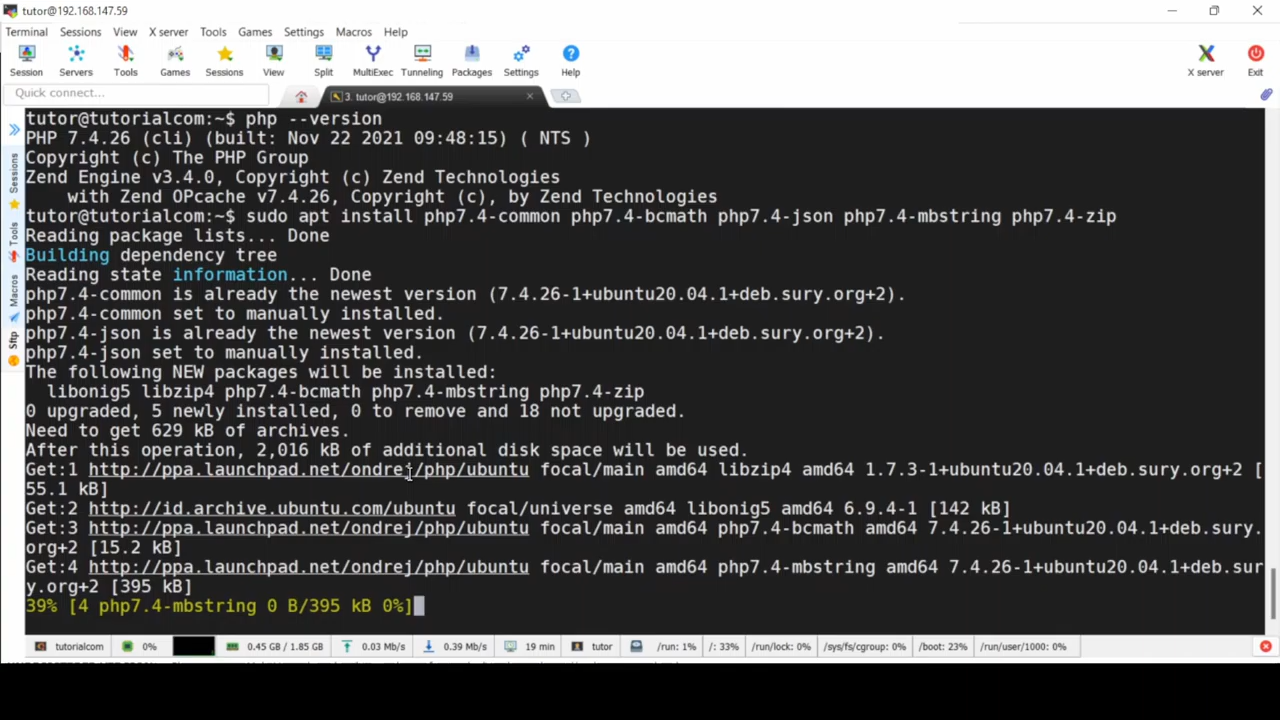 tutor@192.168.147.59
Terminal Sessions View X server Tools Games Settings Macros Help
Session Servers Tools Games Sessions View Split MultiExec Tunneling Packages Settings Help X server Exit
Quick connect...
3. tutor@192.168.147.59
Sessions
Tools
Macros
Sftp
tutor@tutorialcom:~$ php --version
PHP 7.4.26 (cli) (built: Nov 22 2021 09:48:15) ( NTS )
Copyright (c) The PHP Group
Zend Engine v3.4.0, Copyright (c) Zend Technologies
with Zend OPcache v7.4.26, Copyright (c), by Zend Technologies
tutor@tutorialcom:~$ sudo apt install php7.4-common php7.4-bcmath php7.4-json php7.4-mbstring php7.4-zip
Reading package lists... Done
Building dependency tree
Reading state information... Done
php7.4-common is already the newest version (7.4.26-1+ubuntu20.04.1+deb.sury.org+2).
php7.4-common set to manually installed.
php7.4-json is already the newest version (7.4.26-1+ubuntu20.04.1+deb.sury.org+2).
php7.4-json set to manually installed.
The following NEW packages will be installed:
libonig5 libzip4 php7.4-bcmath php7.4-mbstring php7.4-zip
0 upgraded, 5 newly installed, 0 to remove and 18 not upgraded.
Need to get 629 kB of archives.
After this operation, 2,016 kB of additional disk space will be used.
Get:1 http://ppa.launchpad.net/ondrej/php/ubuntu focal/main amd64 libzip4 amd64 1.7.3-1+ubuntu20.04.1+deb.sury.org+2 [
55.1 kB]
Get:2 http://id.archive.ubuntu.com/ubuntu focal/universe amd64 libonig5 amd64 6.9.4-1 [142 kB]
Get:3 http://ppa.launchpad.net/ondrej/php/ubuntu focal/main amd64 php7.4-bcmath amd64 7.4.26-1+ubuntu20.04.1+deb.sury.
org+2 [15.2 kB]
Get:4 http://ppa.launchpad.net/ondrej/php/ubuntu focal/main amd64 php7.4-mbstring amd64 7.4.26-1+ubuntu20.04.1+deb.sur
y.org+2 [395 kB]
39% [4 php7.4-mbstring 0 B/395 kB 0%]
tutorialcom 0% 0.45 GB / 1.85 GB 0.03 Mb/s 0.39 Mb/s 19 min tutor /run: 1% /: 33% /run/lock: 0% /sys/fs/cgroup: 0% /boot: 23% /run/user/1000: 0%